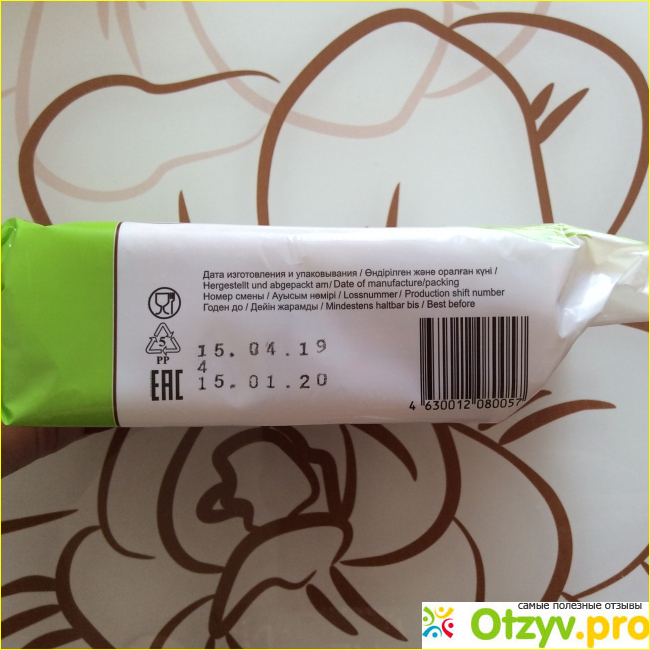 Дата изготовления и упаковывания / Өндірілген және оралған күні /
Hergestellt und abgepackt am/ Date of manufacture/packing
Номер смены / Ауысым нөмірі / Lossnummer / Production shift number
Годен до / Дейін жарамды / Mindestens haltbar bis / Best before
15.04.19
4
15.01.20
5
PP
EAC
4 630012 080057
самые полезные отзывы
Otzyv.pro